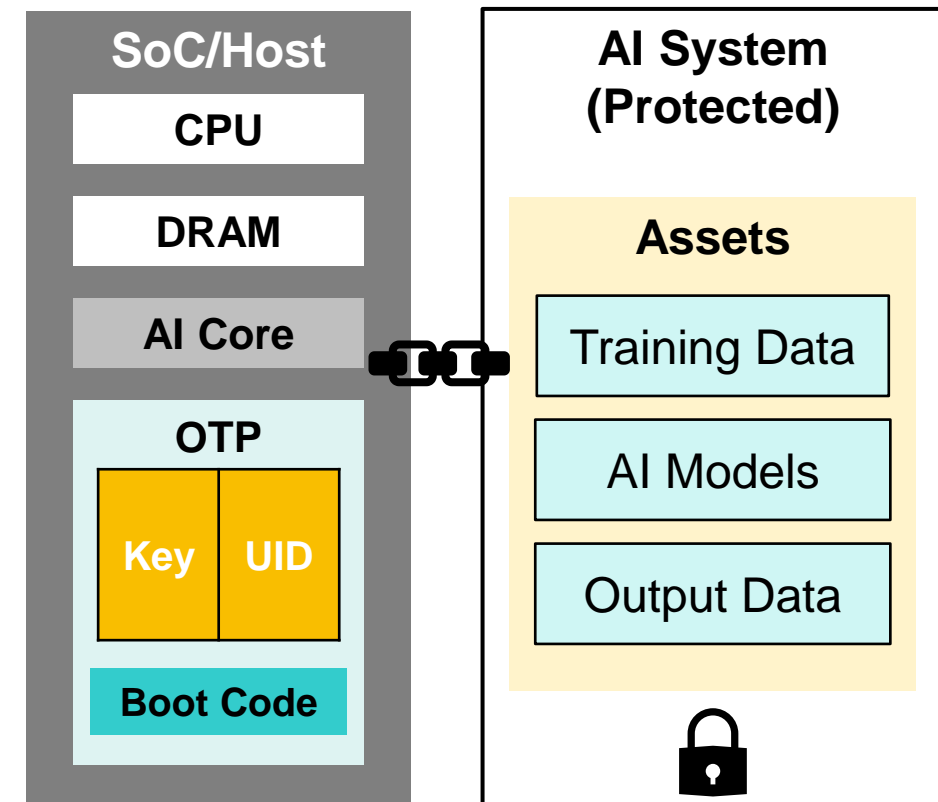 SoC/Host
CPU
DRAM
AI Core
OTP
Key
UID
Boot Code
AI System
(Protected)
Assets
Training Data
AI Models
Output Data